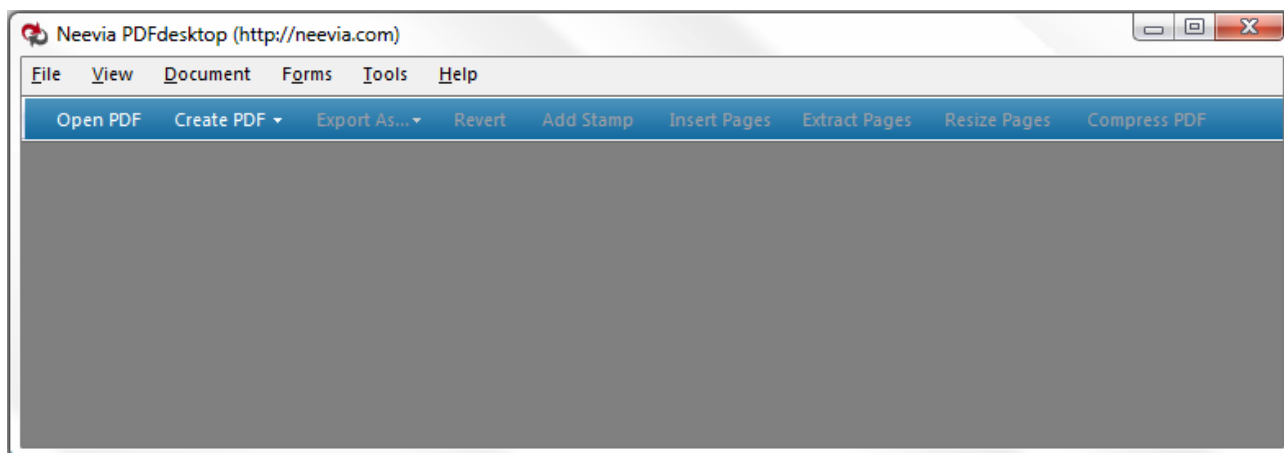 Neevia PDFdesktop (http://neevia.com)
File View Document Forms Tools Help
Open PDF Create PDF Export As... Revert Add Stamp Insert Pages Extract Pages Resize Pages Compress PDF